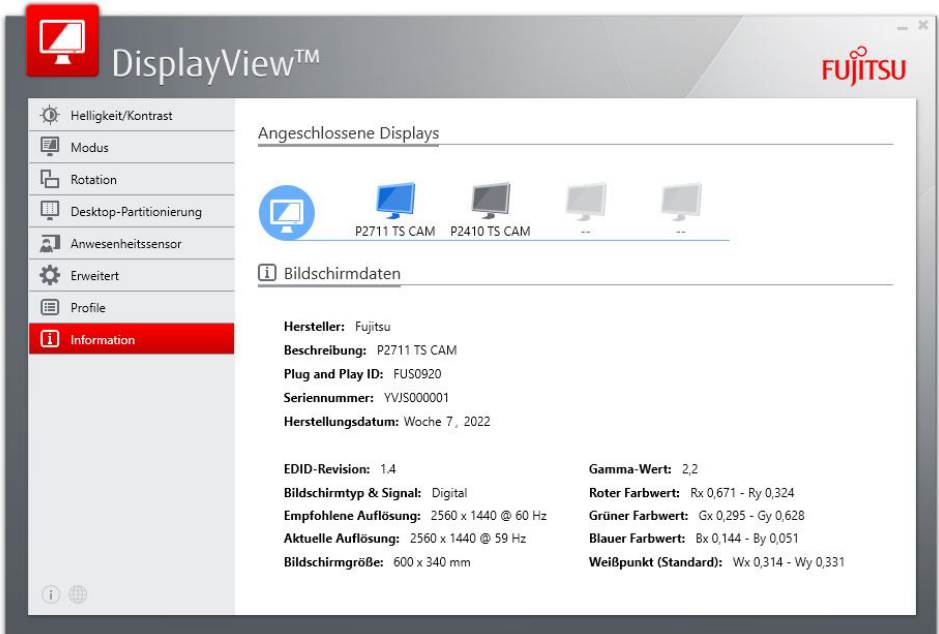 DisplayView™
FUJITSU
Helligkeit/Kontrast
Modus
Rotation
Desktop-Partitionierung
Anwesenheitssensor
Erweitert
Profile
Information
Angeschlossene Displays
P2711 TS CAM P2410 TS CAM -- --
Bildschirmdaten
Hersteller: Fujitsu
Beschreibung: P2711 TS CAM
Plug and Play ID: FUS0920
Seriennummer: YVJS000001
Herstellungsdatum: Woche 7, 2022
EDID-Revision: 1.4
Bildschirmtyp & Signal: Digital
Empfohlene Auflösung: 2560 x 1440 @ 60 Hz
Aktuelle Auflösung: 2560 x 1440 @ 59 Hz
Bildschirmgröße: 600 x 340 mm
Gamma-Wert: 2,2
Roter Farbwert: Rx 0,671 - Ry 0,324
Grüner Farbwert: Gx 0,295 - Gy 0,628
Blauer Farbwert: Bx 0,144 - By 0,051
Weißpunkt (Standard): Wx 0,314 - Wy 0,331